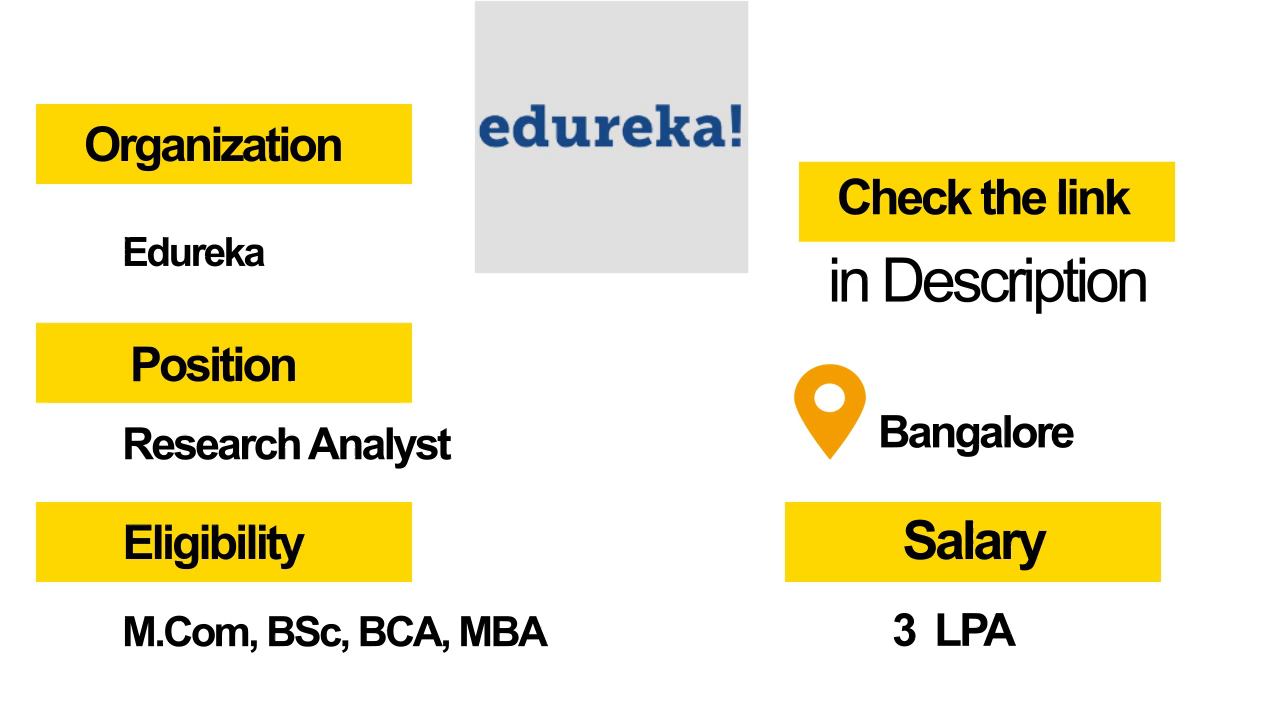 edureka!
Organization
Edureka
Position
Research Analyst
Eligibility
M.Com, BSc, BCA, MBA
Check the link
in Description
Bangalore
Salary
3 LPA